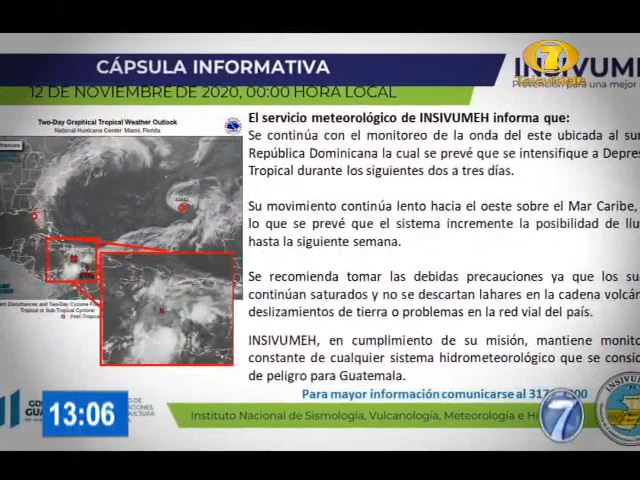 CÁPSULA INFORMATIVA
INSIVUM
Prevención para una mejor
7
Televisiete
12 DE NOVIEMBRE DE 2020, 00:00 HORA LOCAL
Two-Day Graphical Tropical Weather Outlook
National Hurricane Center Miami, Florida
El servicio meteorológico de INSIVUMEH informa que:
Se continúa con el monitoreo de la onda del este ubicada al sur
República Dominicana la cual se prevé que se intensifique a Depres
Tropical durante los siguientes dos a tres días.
Su movimiento continúa lento hacia el oeste sobre el Mar Caribe,
lo que se prevé que el sistema incremente la posibilidad de llu
hasta la siguiente semana.
Se recomienda tomar las debidas precauciones ya que los su
continúan saturados y no se descartan lahares en la cadena volcán
deslizamientos de tierra o problemas en la red vial del país.
INSIVUMEH, en cumplimiento de su misión, mantiene monito
constante de cualquier sistema hidrometeorológico que se consid
de peligro para Guatemala.
Para mayor información comunicarse al
Instituto Nacional de Sismología, Vulcanología, Meteorologia e Hi
13:06
7